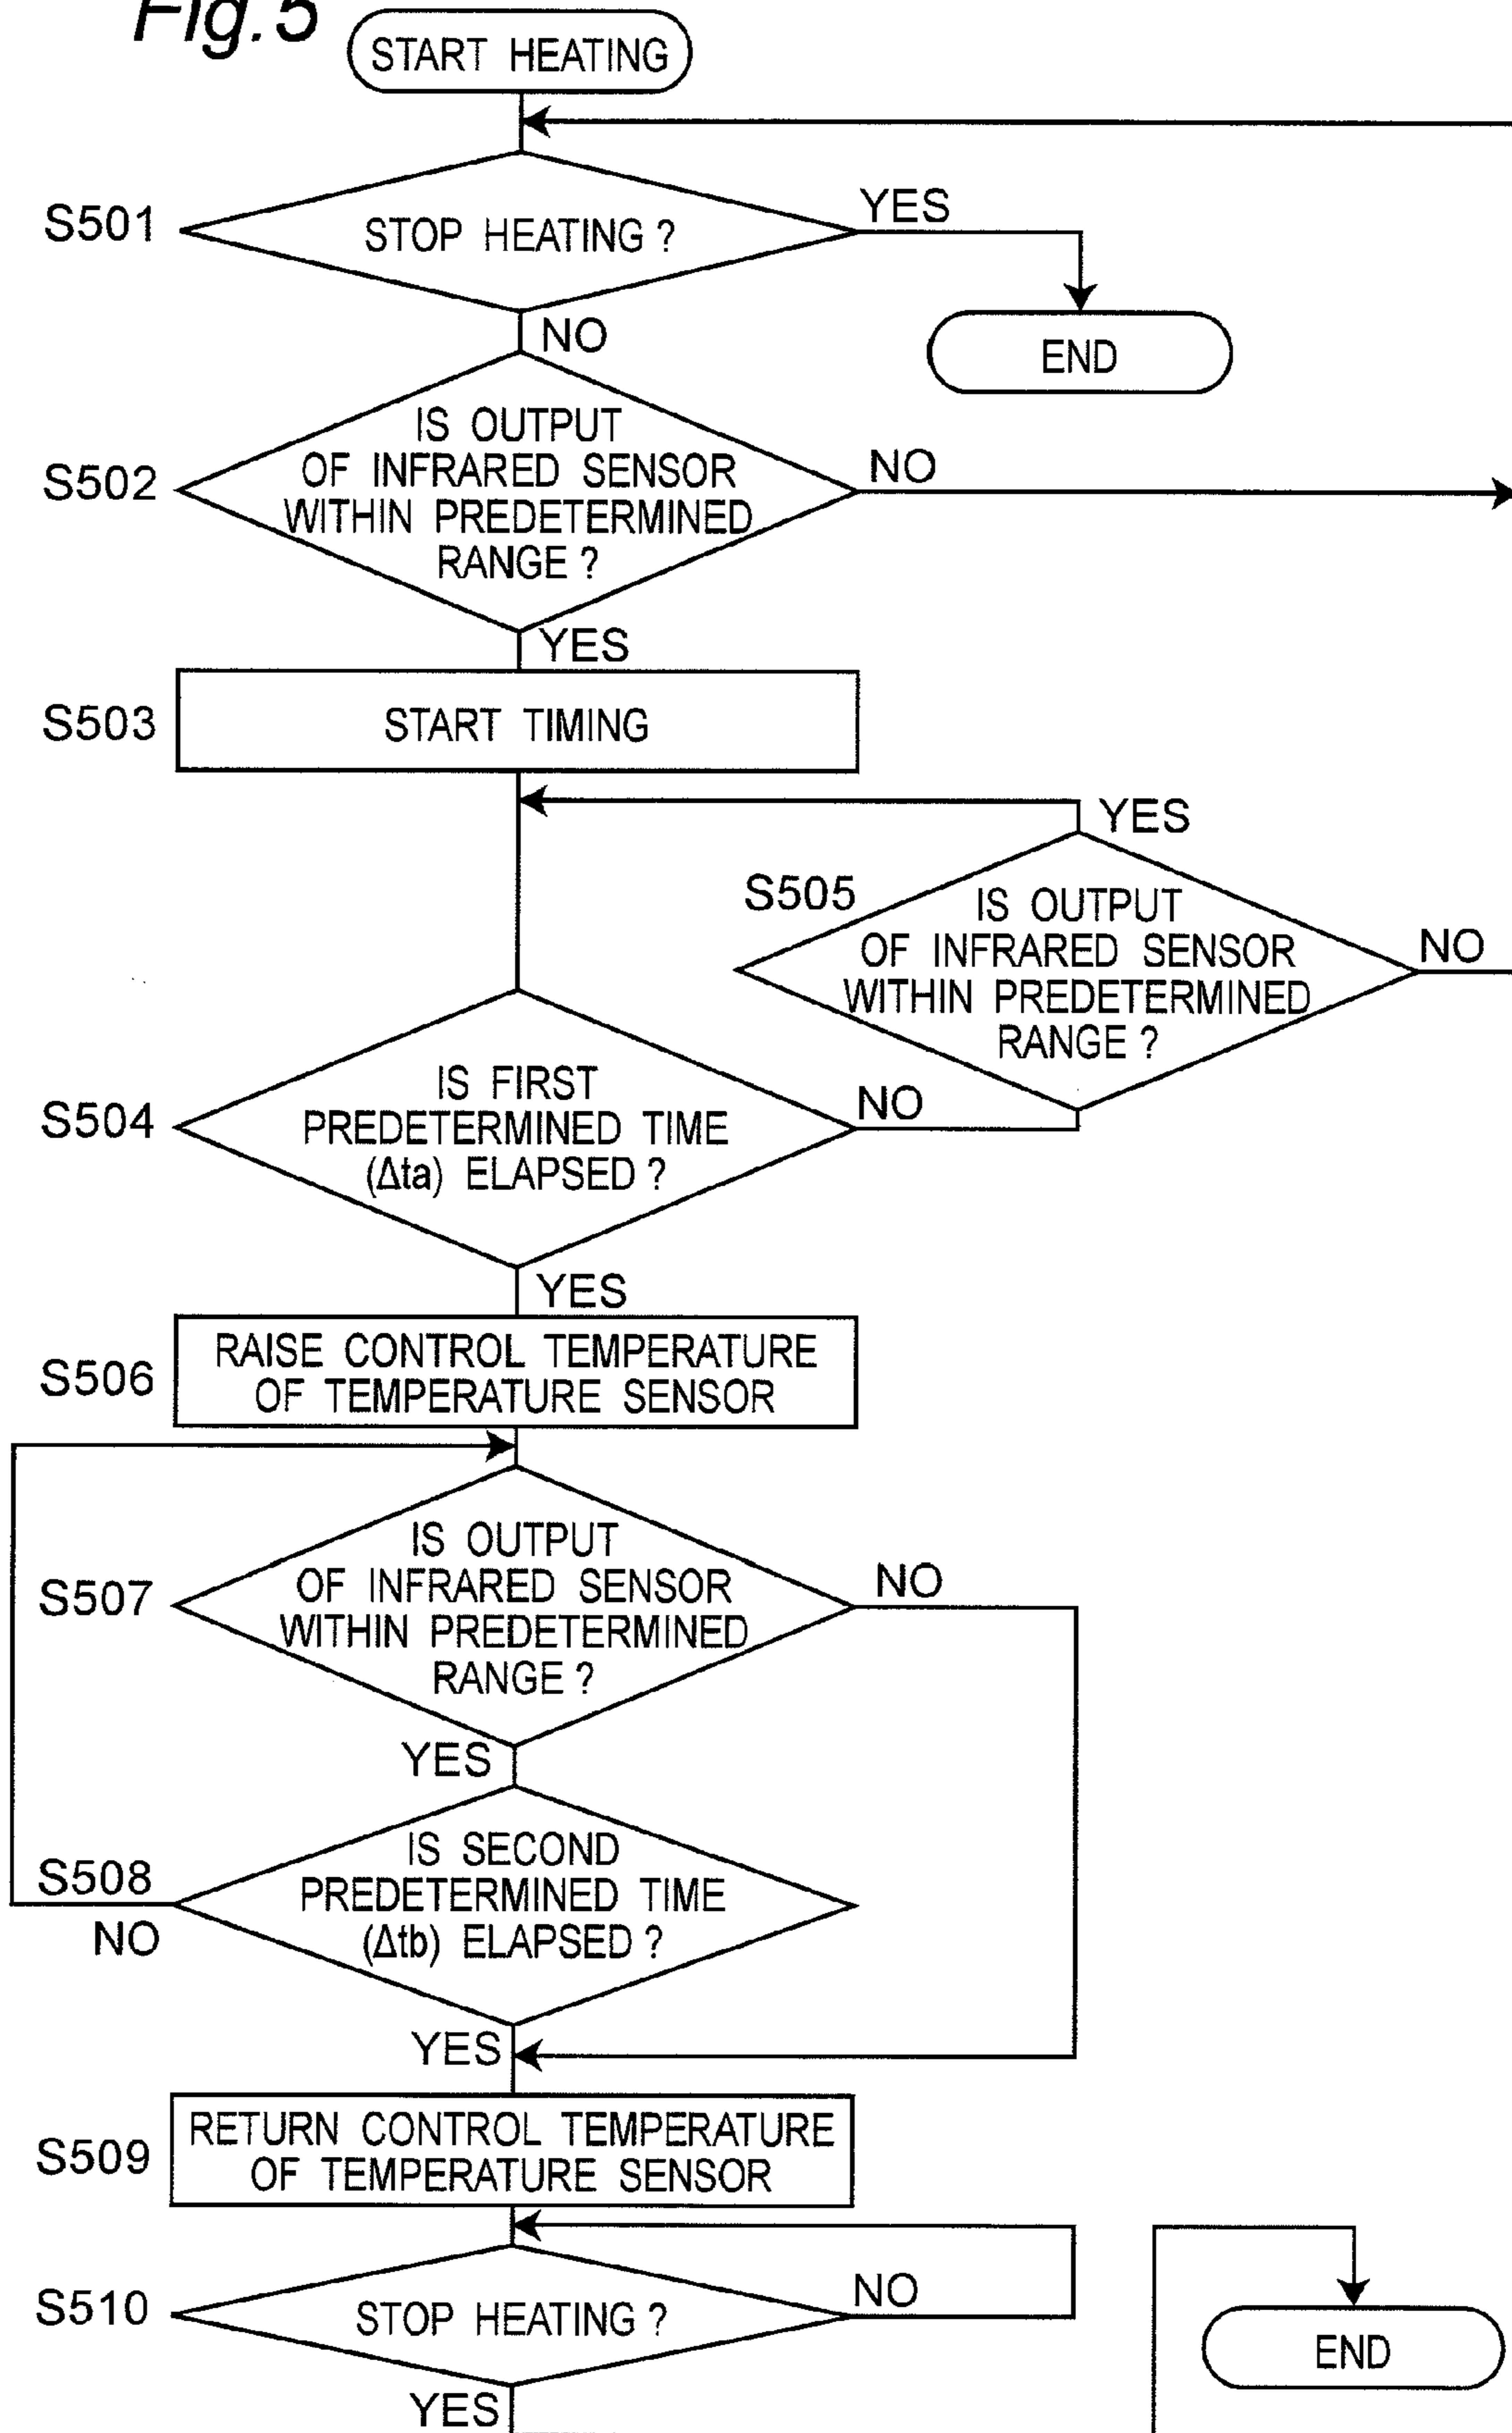 Fig. 5
START HEATING
S501
STOP HEATING ?
YES
END
NO
S502
IS OUTPUT
OF INFRARED SENSOR
WITHIN PREDETERMINED
RANGE ?
NO
YES
S503
START TIMING
YES
S505
IS OUTPUT
OF INFRARED SENSOR
WITHIN PREDETERMINED
RANGE ?
NO
S504
IS FIRST
PREDETERMINED TIME
(Δta) ELAPSED ?
NO
YES
S506
RAISE CONTROL TEMPERATURE
OF TEMPERATURE SENSOR
S507
IS OUTPUT
OF INFRARED SENSOR
WITHIN PREDETERMINED
RANGE ?
NO
YES
S508
IS SECOND
PREDETERMINED TIME
(Δtb) ELAPSED ?
NO
YES
S509
RETURN CONTROL TEMPERATURE
OF TEMPERATURE SENSOR
S510
STOP HEATING ?
NO
END
YES